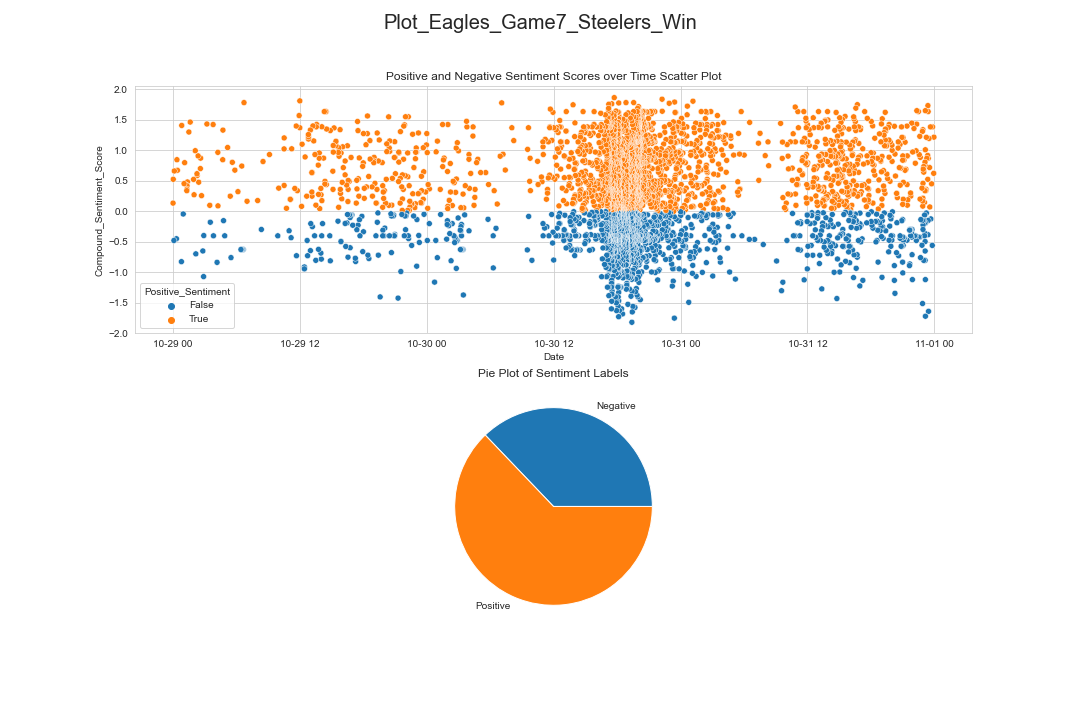 Plot_Eagles_Game7_Steelers_Win
Positive and Negative Sentiment Scores over Time Scatter Plot
Compound_Sentiment_Score
2.0
1.5
1.0
0.5
0.0
−0.5
−1.0
−1.5
−2.0
Positive_Sentiment
False
True
10-29 00 10-29 12 10-30 00 10-30 12 10-31 00 10-31 12 11-01 00
Date
Pie Plot of Sentiment Labels
Negative
Positive